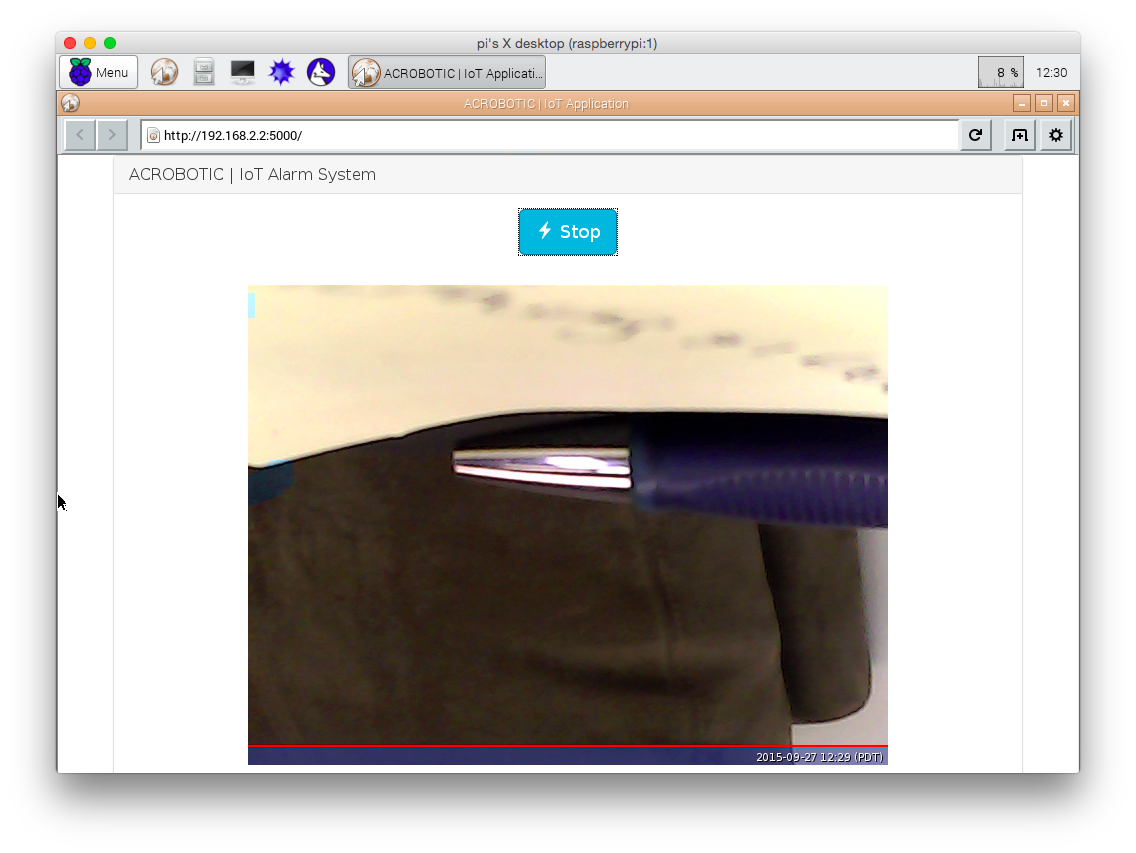 pi's X desktop (raspberrypi:1)
Menu
ACROBOTIC | IoT Applicati...
8 %
12:30
ACROBOTIC | IoT Application
http://192.168.2.2:5000/
ACROBOTIC | IoT Alarm System
Stop
2015-09-27 12:29 (PDT)